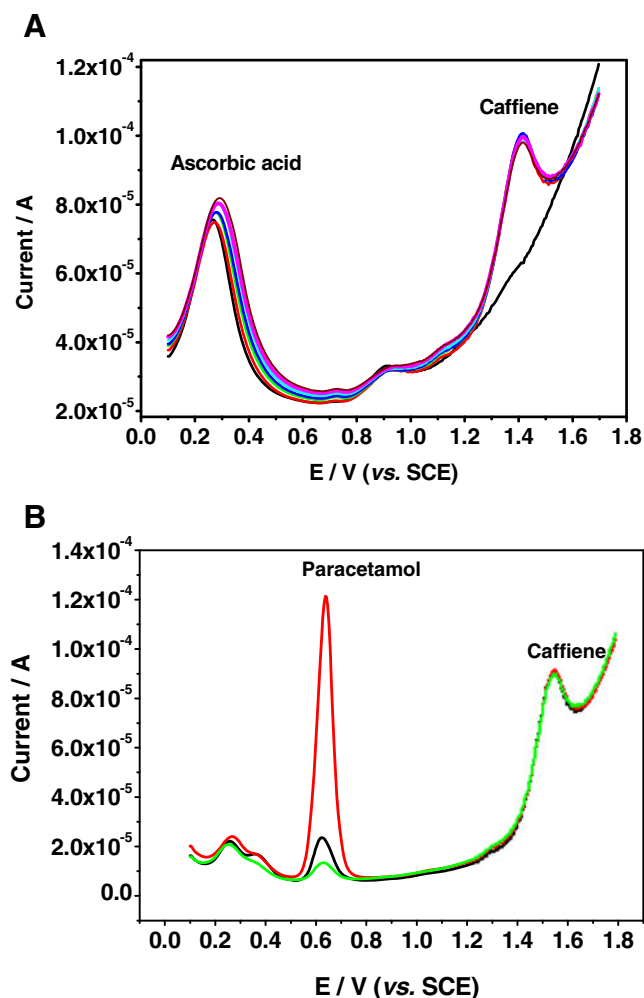 A
1.2x10⁻⁴
1.0x10⁻⁴
8.0x10⁻⁵
6.0x10⁻⁵
4.0x10⁻⁵
2.0x10⁻⁵
Current / A
Ascorbic acid
Caffiene
0.0 0.2 0.4 0.6 0.8 1.0 1.2 1.4 1.6 1.8
E / V (vs. SCE)
B
1.4x10⁻⁴
1.2x10⁻⁴
1.0x10⁻⁴
8.0x10⁻⁵
6.0x10⁻⁵
4.0x10⁻⁵
2.0x10⁻⁵
0.0
Current / A
Paracetamol
Caffiene
0.0 0.2 0.4 0.6 0.8 1.0 1.2 1.4 1.6 1.8
E / V (vs. SCE)